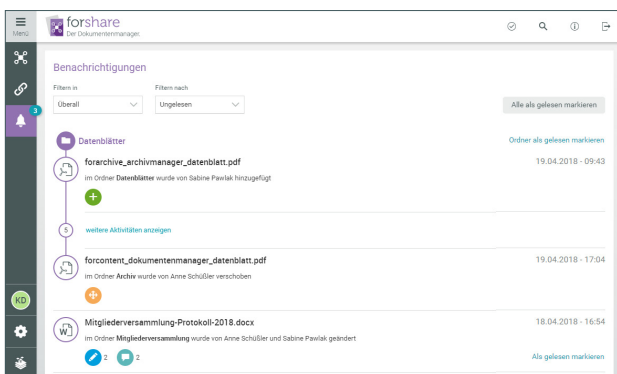 Menü
forshare
Der Dokumentenmanager.
Benachrichtigungen
Filtern in
Filtern nach
Überall
Ungelesen
Alle als gelesen markieren
3
Datenblätter
Ordner als gelesen markieren
forarchive_archivmanager_datenblatt.pdf
19.04.2018 - 09:43
im Ordner Datenblätter wurde von Sabine Pawlak hinzugefügt
5
weitere Aktivitäten anzeigen
forcontent_dokumentenmanager_datenblatt.pdf
19.04.2018 - 17:04
im Ordner Archiv wurde von Anne Schüßler verschoben
KD
Mitgliederversammlung-Protokoll-2018.docx
18.04.2018 - 16:54
W
im Ordner Mitgliederversammlung wurde von Anne Schüßler und Sabine Pawlak geändert
2
2
Als gelesen markieren